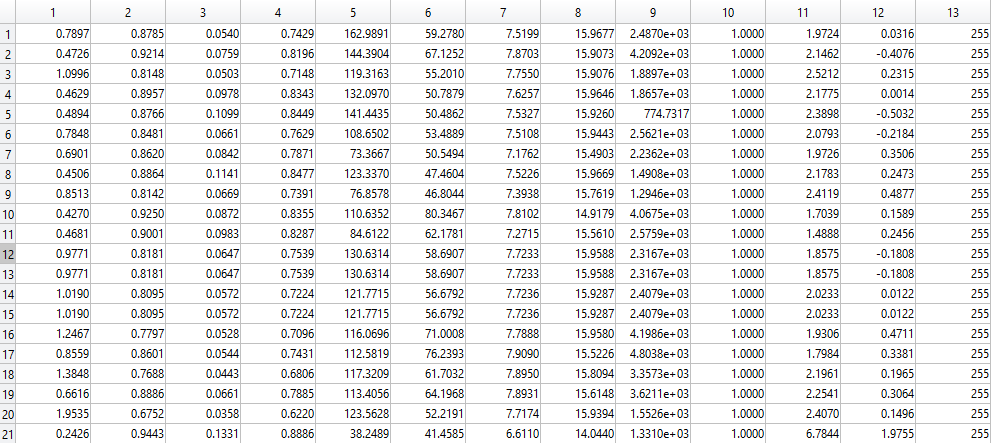 1 2 3 4 5 6 7 8 9 10 11 12 13
1 0.7897 0.8785 0.0540 0.7429 162.9891 59.2780 7.5199 15.9677 2.4870e+03 1.0000 1.9724 0.0316 255
2 0.4726 0.9214 0.0759 0.8196 144.3904 67.1252 7.8703 15.9073 4.2092e+03 1.0000 2.1462 -0.4076 255
3 1.0996 0.8148 0.0503 0.7148 119.3163 55.2010 7.7550 15.9076 1.8897e+03 1.0000 2.5212 0.2315 255
4 0.4629 0.8957 0.0978 0.8343 132.0970 50.7879 7.6257 15.9646 1.8657e+03 1.0000 2.1775 0.0014 255
5 0.4894 0.8766 0.1099 0.8449 141.4435 50.4862 7.5327 15.9260 774.7317 1.0000 2.3898 -0.5032 255
6 0.7848 0.8481 0.0661 0.7629 108.6502 53.4889 7.5108 15.9443 2.5621e+03 1.0000 2.0793 -0.2184 255
7 0.6901 0.8620 0.0842 0.7871 73.3667 50.5494 7.1762 15.4903 2.2362e+03 1.0000 1.9726 0.3506 255
8 0.4506 0.8864 0.1141 0.8477 123.3370 47.4604 7.5226 15.9669 1.4908e+03 1.0000 2.1783 0.2473 255
9 0.8513 0.8142 0.0669 0.7391 76.8578 46.8044 7.3938 15.7619 1.2946e+03 1.0000 2.4119 0.4877 255
10 0.4270 0.9250 0.0872 0.8355 110.6352 80.3467 7.8102 14.9179 4.0675e+03 1.0000 1.7039 0.1589 255
11 0.4681 0.9001 0.0983 0.8287 84.6122 62.1781 7.2715 15.5610 2.5759e+03 1.0000 1.4888 0.2456 255
12 0.9771 0.8181 0.0647 0.7539 130.6314 58.6907 7.7233 15.9588 2.3167e+03 1.0000 1.8575 -0.1808 255
13 0.9771 0.8181 0.0647 0.7539 130.6314 58.6907 7.7233 15.9588 2.3167e+03 1.0000 1.8575 -0.1808 255
14 1.0190 0.8095 0.0572 0.7224 121.7715 56.6792 7.7236 15.9287 2.4079e+03 1.0000 2.0233 0.0122 255
15 1.0190 0.8095 0.0572 0.7224 121.7715 56.6792 7.7236 15.9287 2.4079e+03 1.0000 2.0233 0.0122 255
16 1.2467 0.7797 0.0528 0.7096 116.0696 71.0008 7.7888 15.9580 4.1986e+03 1.0000 1.9306 0.4711 255
17 0.8559 0.8601 0.0544 0.7431 112.5819 76.2393 7.9090 15.5226 4.8038e+03 1.0000 1.7984 0.3381 255
18 1.3848 0.7688 0.0443 0.6806 117.3209 61.7032 7.8950 15.8094 3.3573e+03 1.0000 2.1961 0.1965 255
19 0.6616 0.8886 0.0661 0.7885 113.4056 64.1968 7.8931 15.6148 3.6211e+03 1.0000 2.2541 0.3064 255
20 1.9535 0.6752 0.0358 0.6220 123.5628 52.2191 7.7174 15.9394 1.5526e+03 1.0000 2.4070 0.1496 255
21 0.2426 0.9443 0.1331 0.8886 38.2489 41.4585 6.6110 14.0440 1.3310e+03 1.0000 6.7844 1.9755 255